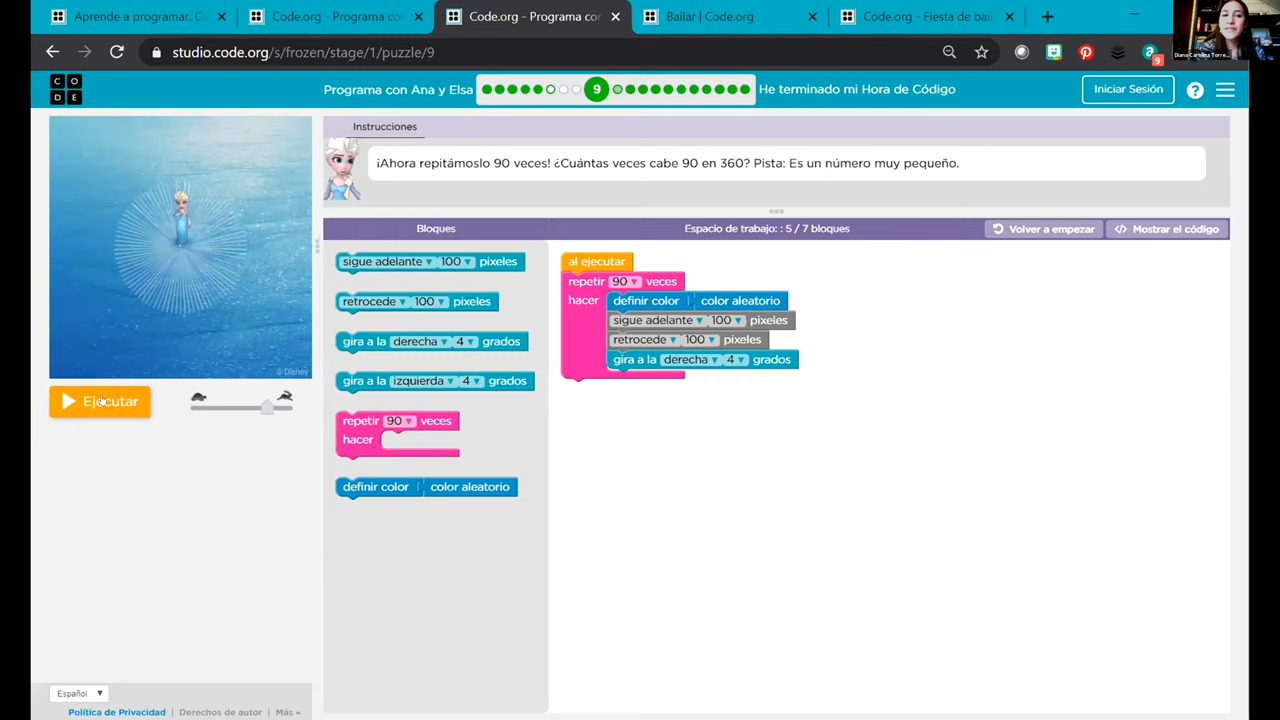 Aprende a programar. C
Code.org - Programa co
Code.org - Programa co
Bailar | Code.org
Code.org - Fiesta de bail
studio.code.org/s/frozen/stage/1/puzzle/9
9
Diana Carolina Torre...
C O D E
Programa con Ana y Elsa
9
He terminado mi Hora de Código
Iniciar Sesión
?
Instrucciones
¡Ahora repitámoslo 90 veces! ¿Cuántas veces cabe 90 en 360? Pista: Es un número muy pequeño.
Bloques
Espacio de trabajo: : 5 / 7 bloques
Volver a empezar
</> Mostrar el código
sigue adelante 100 pixeles
retrocede 100 pixeles
gira a la derecha 4 grados
gira a la izquierda 4 grados
repetir 90 veces
hacer
definir color color aleatorio
al ejecutar
repetir 90 veces
hacer definir color color aleatorio
sigue adelante 100 pixeles
retrocede 100 pixeles
gira a la derecha 4 grados
© Disney
Ejecutar
Español
Política de Privacidad | Derechos de autor | Más